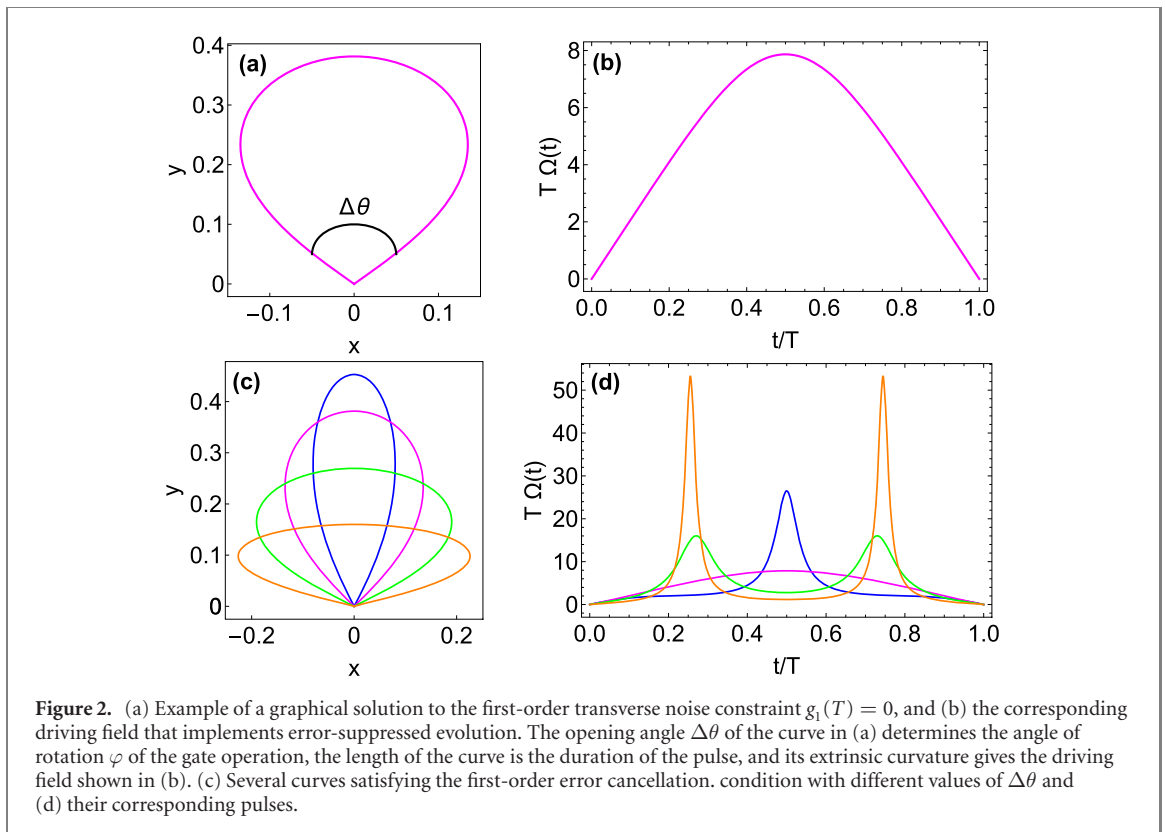 (a)
0.4
0.3
0.2
0.1
0
y
Δθ
−0.1
0
0.1
x
(b)
8
6
4
2
0
T Ω(t)
0.0
0.2
0.4
0.6
0.8
1.0
t/T
(c)
0.4
0.3
0.2
0.1
0
y
−0.2
0
0.2
x
(d)
50
40
30
20
10
0
T Ω(t)
0.0
0.2
0.4
0.6
0.8
1.0
t/T
Figure 2. (a) Example of a graphical solution to the first-order transverse noise constraint g₁(T) = 0, and (b) the corresponding
driving field that implements error-suppressed evolution. The opening angle Δθ of the curve in (a) determines the angle of
rotation φ of the gate operation, the length of the curve is the duration of the pulse, and its extrinsic curvature gives the driving
field shown in (b). (c) Several curves satisfying the first-order error cancellation. condition with different values of Δθ and
(d) their corresponding pulses.